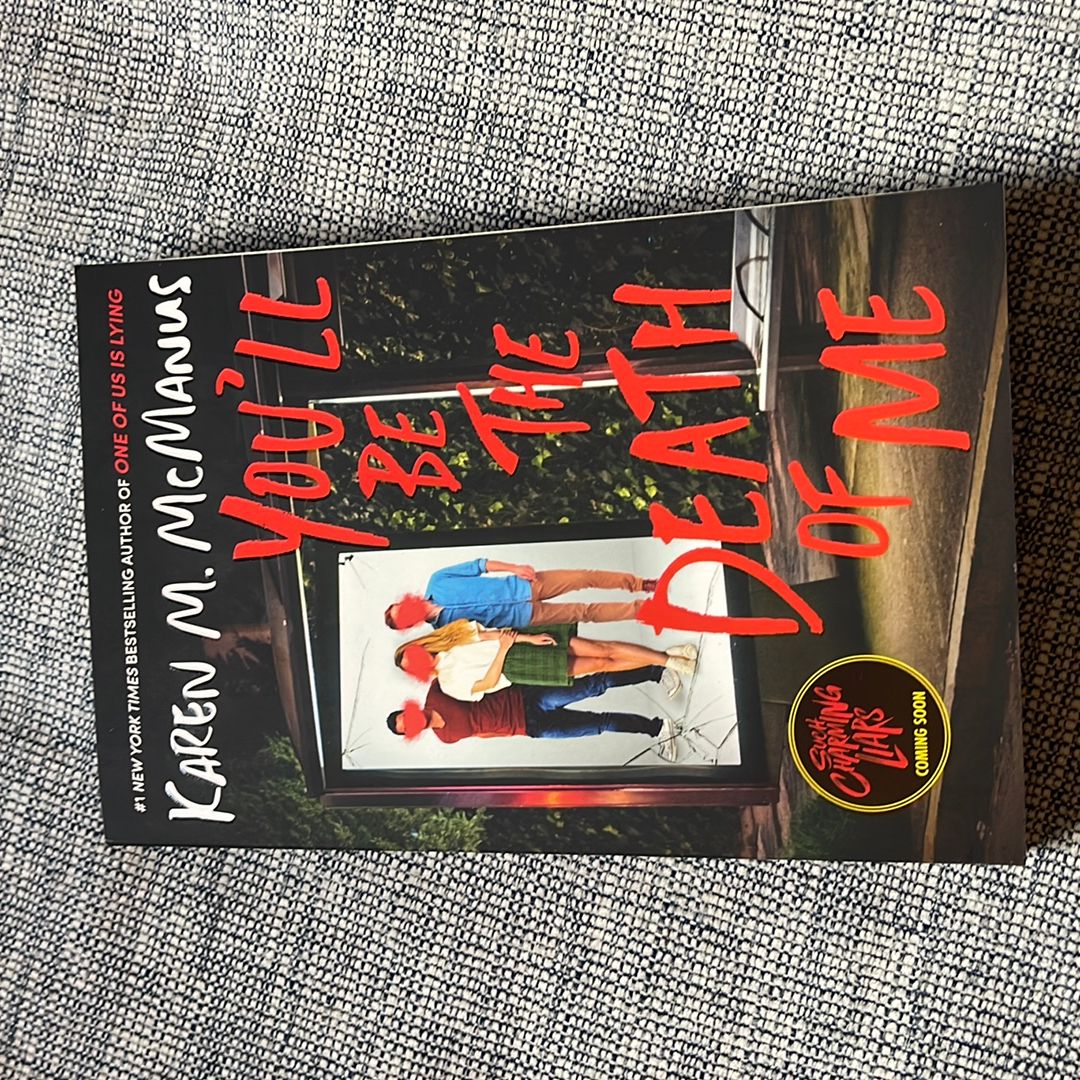 #1 NEW YORK TIMES BESTSELLING AUTHOR OF ONE OF US IS LYING
KAREN M. McMANUS
YOU'LL
BE
THE
DEATH
OF ME
SUCH
CHARMING
LIARS
COMING SOON